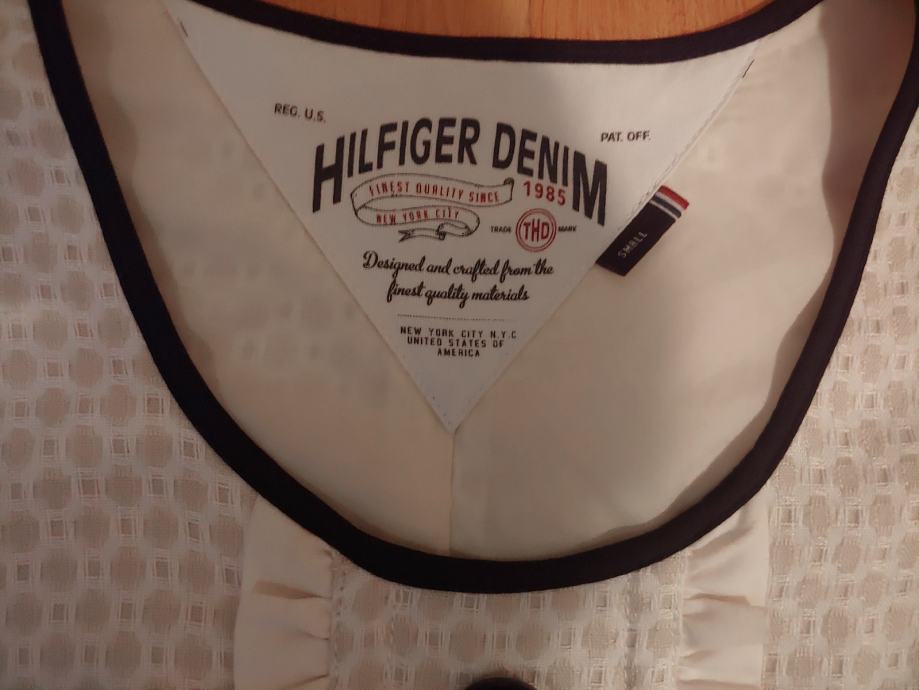 REG. U.S.
PAT. OFF.
HILFIGER DENIM
FINEST QUALITY SINCE 1985
NEW YORK CITY
TRADE THD MARK
SMALL
Designed and crafted from the
finest quality materials
NEW YORK CITY N.Y.C
UNITED STATES OF
AMERICA